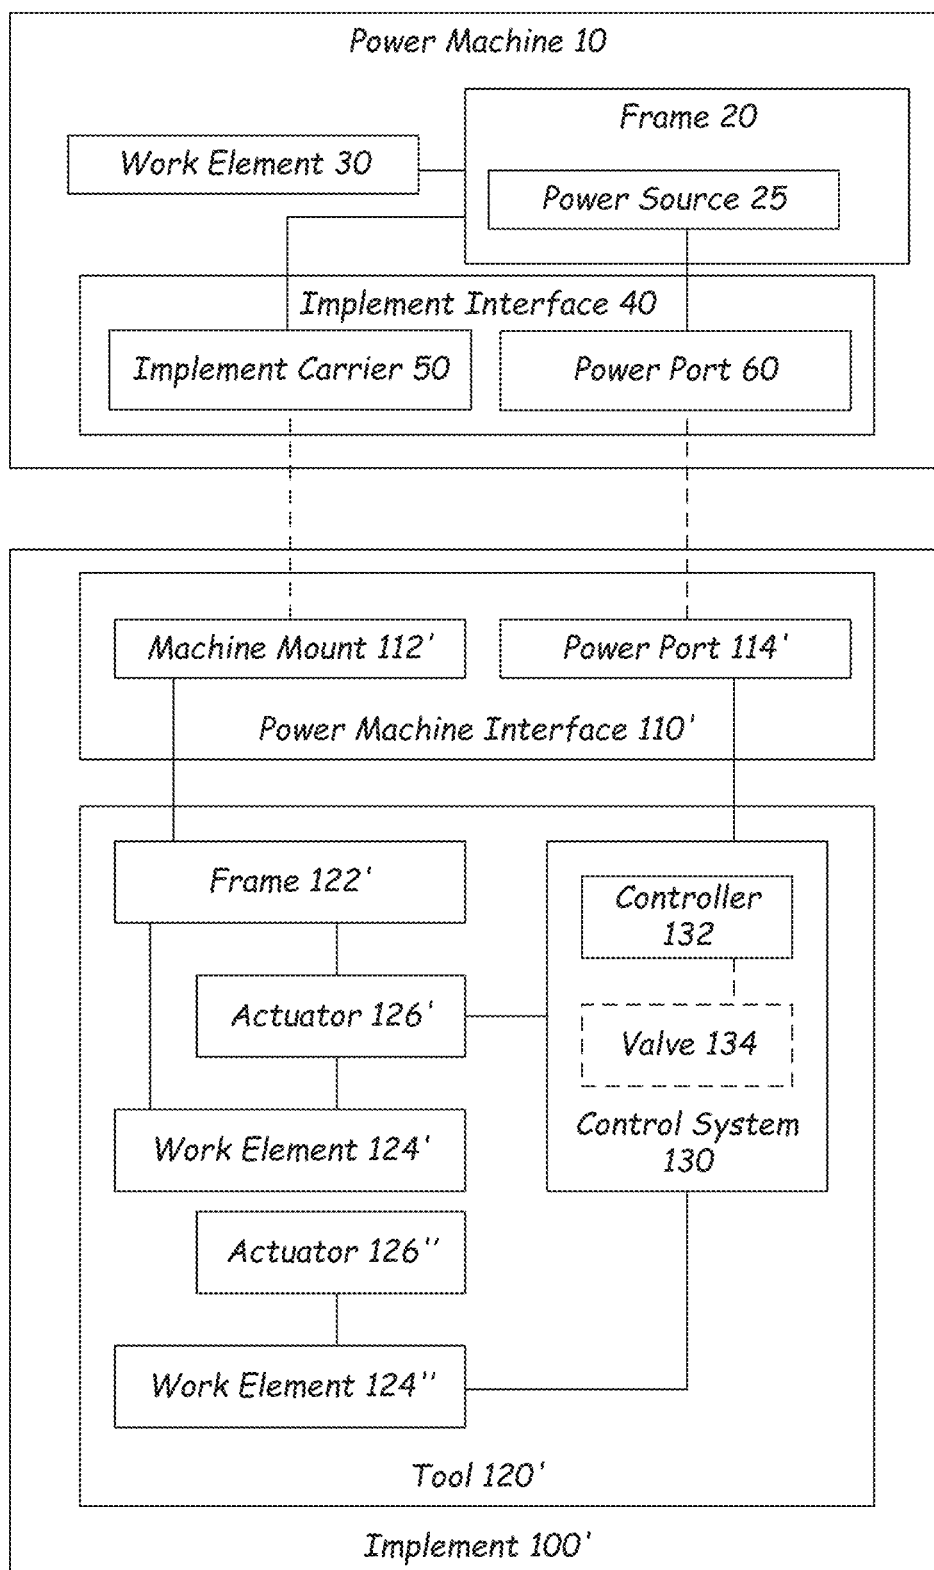 Power Machine 10
Frame 20
Work Element 30
Power Source 25
Implement Interface 40
Implement Carrier 50
Power Port 60
Machine Mount 112'
Power Port 114'
Power Machine Interface 110'
Frame 122'
Controller
132
Actuator 126'
Valve 134
Control System
130
Work Element 124'
Actuator 126''
Work Element 124''
Tool 120'
Implement 100'